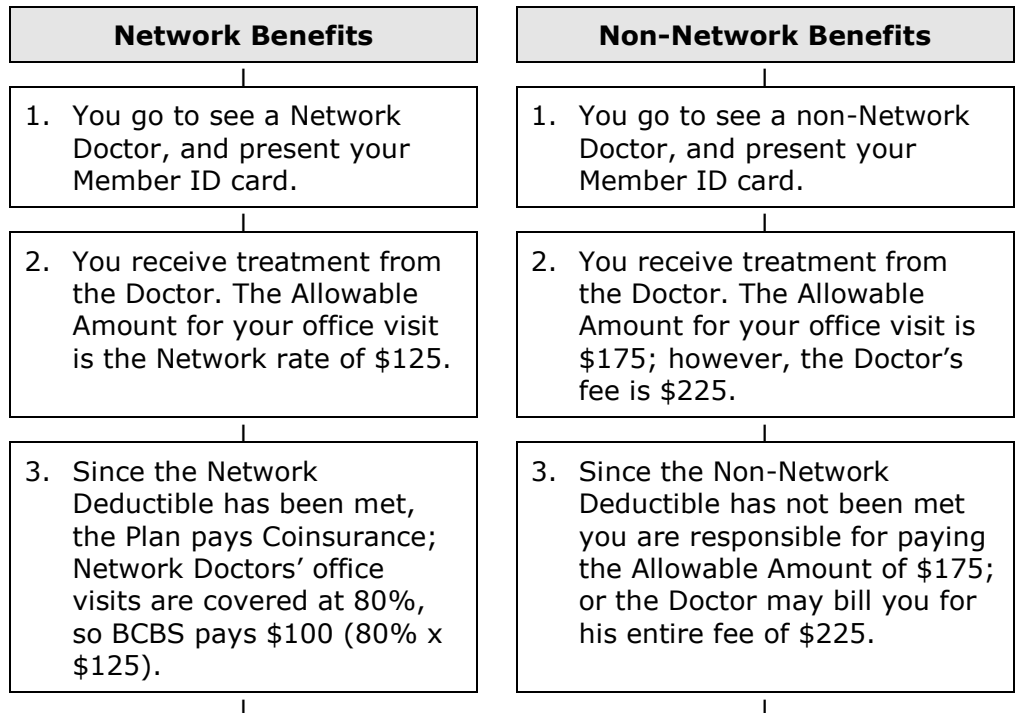 Network Benefits
1. You go to see a Network
Doctor, and present your
Member ID card.
2. You receive treatment from
the Doctor. The Allowable
Amount for your office visit
is the Network rate of $125.
3. Since the Network
Deductible has been met,
the Plan pays Coinsurance;
Network Doctors’ office
visits are covered at 80%,
so BCBS pays $100 (80% x
$125).
Non-Network Benefits
1. You go to see a non-Network
Doctor, and present your
Member ID card.
2. You receive treatment from
the Doctor. The Allowable
Amount for your office visit is
$175; however, the Doctor’s
fee is $225.
3. Since the Non-Network
Deductible has not been met
you are responsible for paying
the Allowable Amount of $175;
or the Doctor may bill you for
his entire fee of $225.